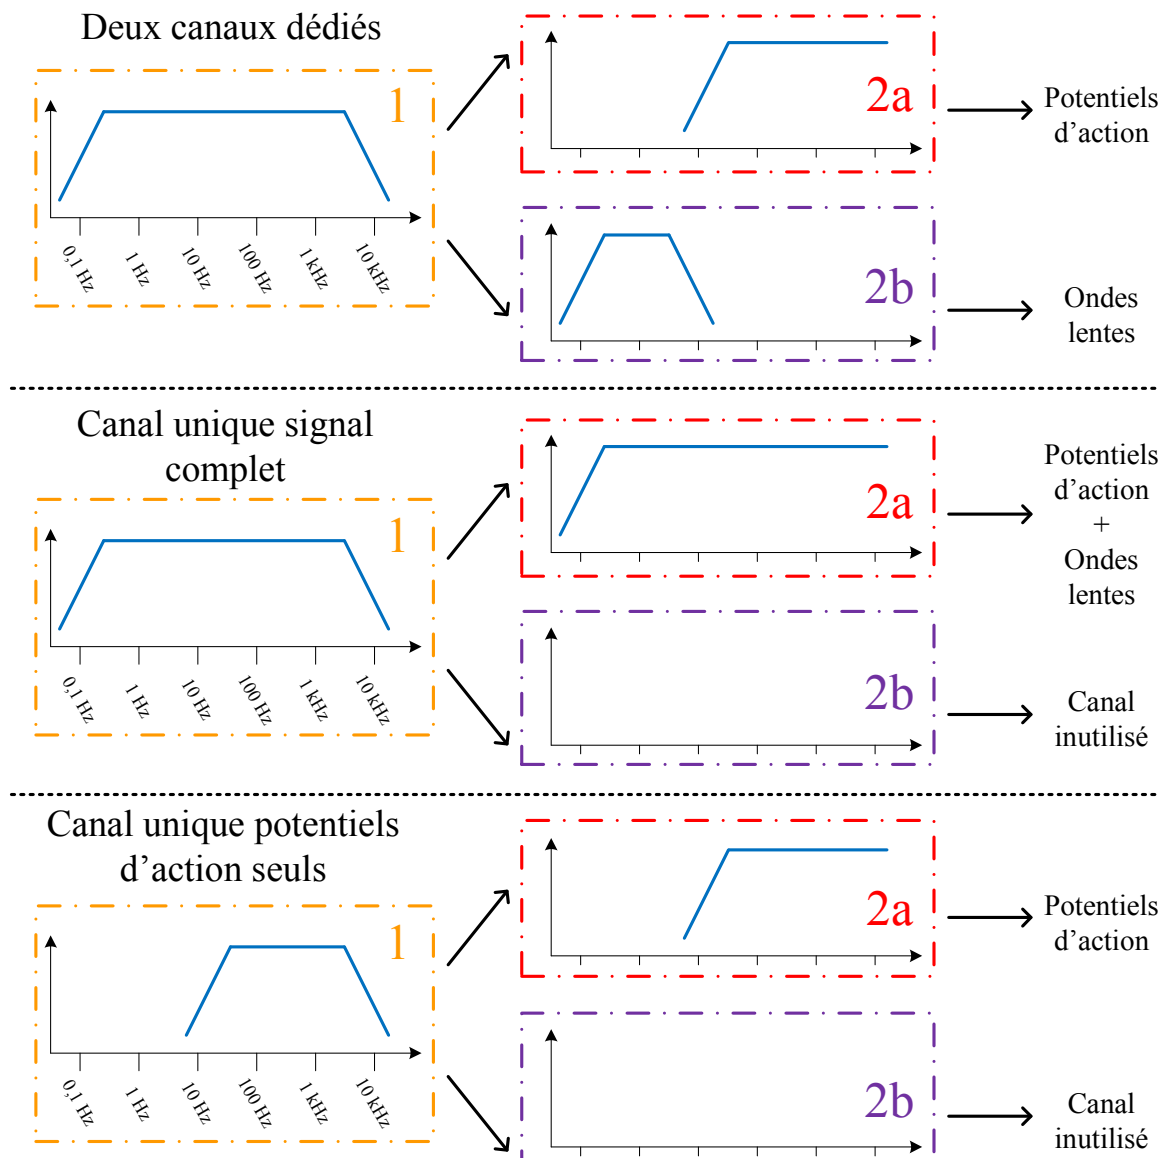 Deux canaux dédiés
1
0,1 Hz
1 Hz
10 Hz
100 Hz
1 kHz
10 kHz
2a
Potentiels
d’action
2b
Ondes
lentes
Canal unique signal
complet
1
0,1 Hz
1 Hz
10 Hz
100 Hz
1 kHz
10 kHz
2a
Potentiels
d’action
+
Ondes
lentes
2b
Canal
inutilisé
Canal unique potentiels
d’action seuls
1
0,1 Hz
1 Hz
10 Hz
100 Hz
1 kHz
10 kHz
2a
Potentiels
d’action
2b
Canal
inutilisé